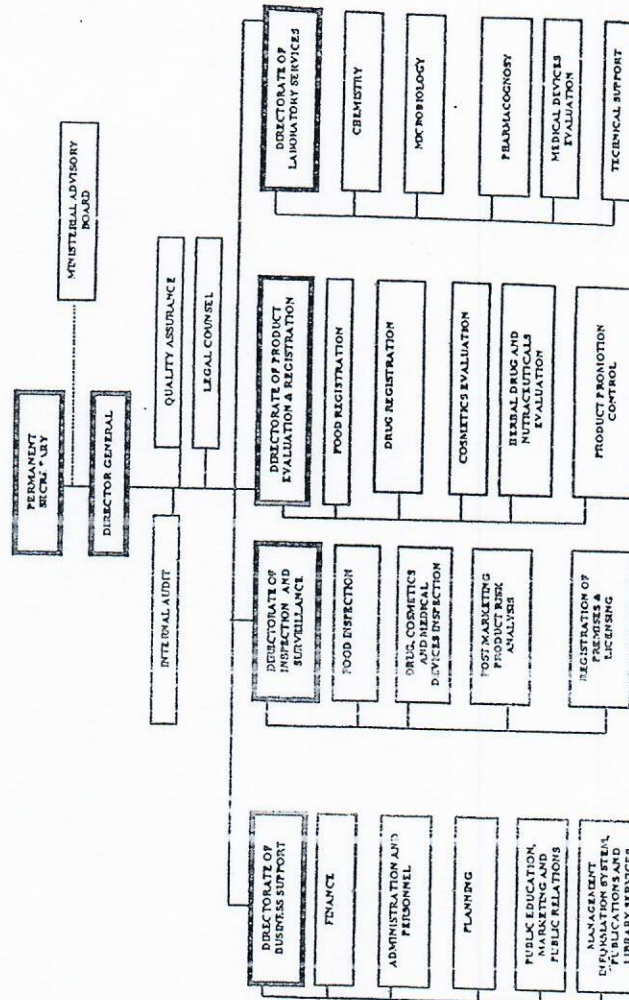 PERMANENT
SECRETARY
MINISTERIAL ADVISORY
BOARD
DIRECTOR GENERAL
INTERNAL AUDIT
QUALITY ASSURANCE
LEGAL COUNSEL
DIRECTORATE OF
BUSINESS SUPPORT
FINANCE
ADMINISTRATION AND
PERSONNEL
PLANNING
PUBLIC EDUCATION,
MARKETING AND
PUBLIC RELATIONS
MANAGEMENT
INFORMATION SYSTEM,
PUBLICATIONS AND
LIBRARY SERVICES
DIRECTORATE OF
INSPECTION AND
SURVEILLANCE
FOOD INSPECTION
DRUG, COSMETICS
AND MEDICAL
DEVICES INSPECTION
POST MARKETING
PRODUCT RISK
ANALYSIS
REGISTRATION OF
PREMISES &
LICENSING
DIRECTORATE OF PRODUCT
EVALUATION & REGISTRATION
FOOD REGISTRATION
DRUG REGISTRATION
COSMETICS EVALUATION
HERBAL DRUG AND
NUTRACEUTICALS
EVALUATION
PRODUCT PROMOTION
CONTROL
DIRECTORATE OF
LABORATORY SERVICES
CHEMISTRY
MICROBIOLOGY
PHARMACOGNOSY
MEDICAL DEVICES
EVALUATION
TECHNICAL SUPPORT